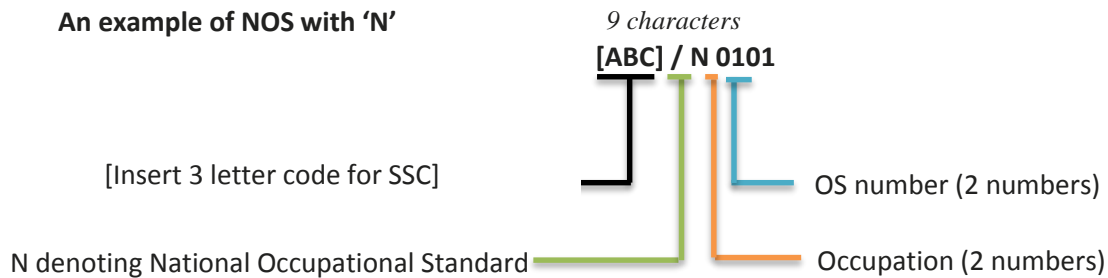 An example of NOS with ‘N’
9 characters
[ABC] / N 0101
[Insert 3 letter code for SSC]
OS number (2 numbers)
N denoting National Occupational Standard
Occupation (2 numbers)